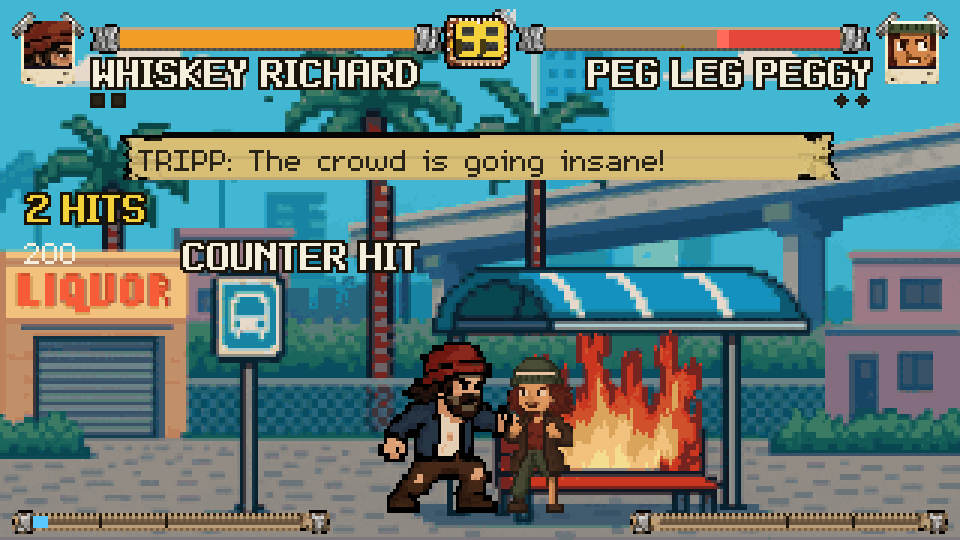 99
WHISKEY RICHARD
PEG LEG PEGGY
TRIPP: The crowd is going insane!
2 HITS
200
COUNTER HIT
LIQUOR